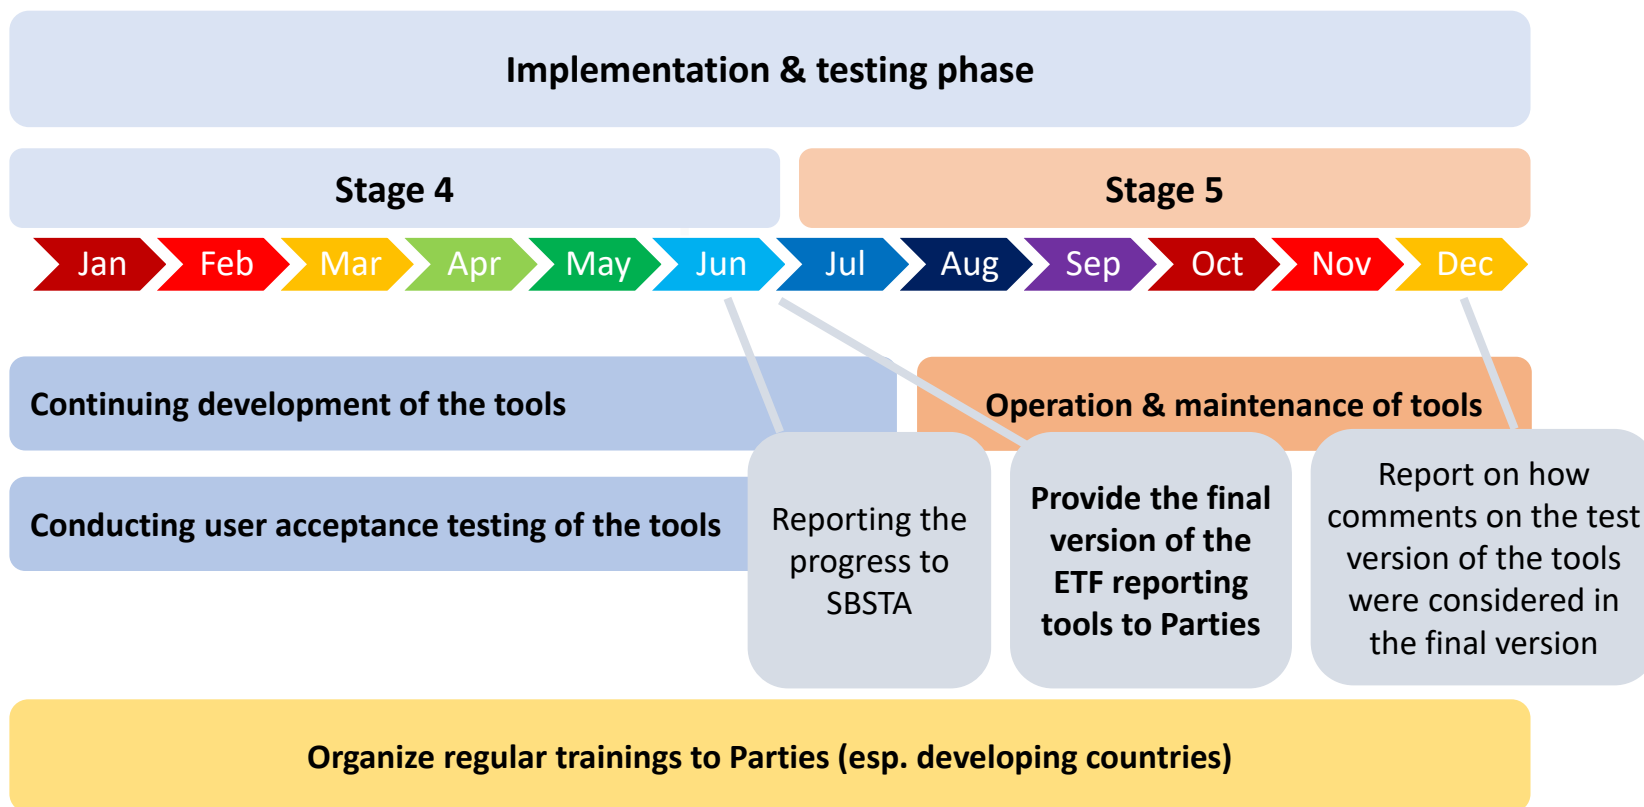 Implementation & testing phase
Stage 4
Stage 5
Jan
Feb
Mar
Apr
May
Jun
Jul
Aug
Sep
Oct
Nov
Dec
Continuing development of the tools
Operation & maintenance of tools
Conducting user acceptance testing of the tools
Reporting the
progress to
SBSTA
Provide the final
version of the
ETF reporting
tools to Parties
Report on how
comments on the test
version of the tools
were considered in
the final version
Organize regular trainings to Parties (esp. developing countries)